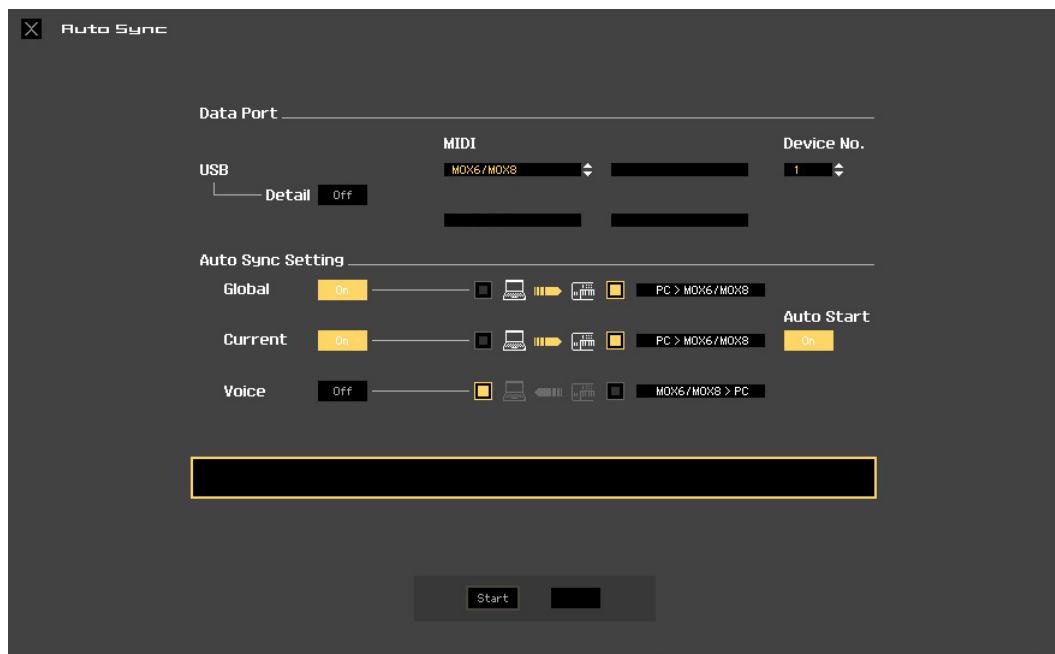 Auto Sync
Data Port
MIDI Device No.
USB MOX6/MOX8 1
Detail Off
Auto Sync Setting
Global On PC > MOX6/MOX8
Auto Start
Current On PC > MOX6/MOX8 On
Voice Off MOX6/MOX8 > PC
Start